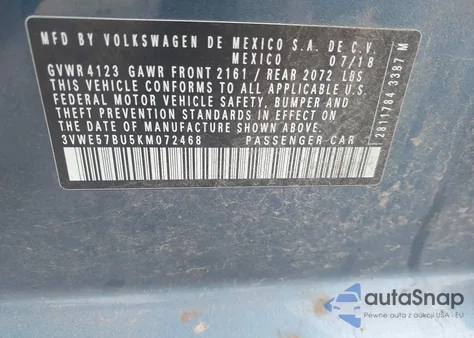 MFD BY VOLKSWAGEN DE MEXICO S.A. DE C.V.
MEXICO 07/18
GVWR 4123 GAWR FRONT 2161 / REAR 2072 LBS
THIS VEHICLE CONFORMS TO ALL APPLICABLE
FEDERAL MOTOR VEHICLE SAFETY, BUMPER AND
THEFT PREVENTION STANDARDS IN EFFECT ON
THE DATE OF MANUFACTURE SHOWN ABOVE.
3VWE57BU5KM072468 PASSENGER CAR
2811784 3387 M
autoSnap
Pewne auta z USA i EU